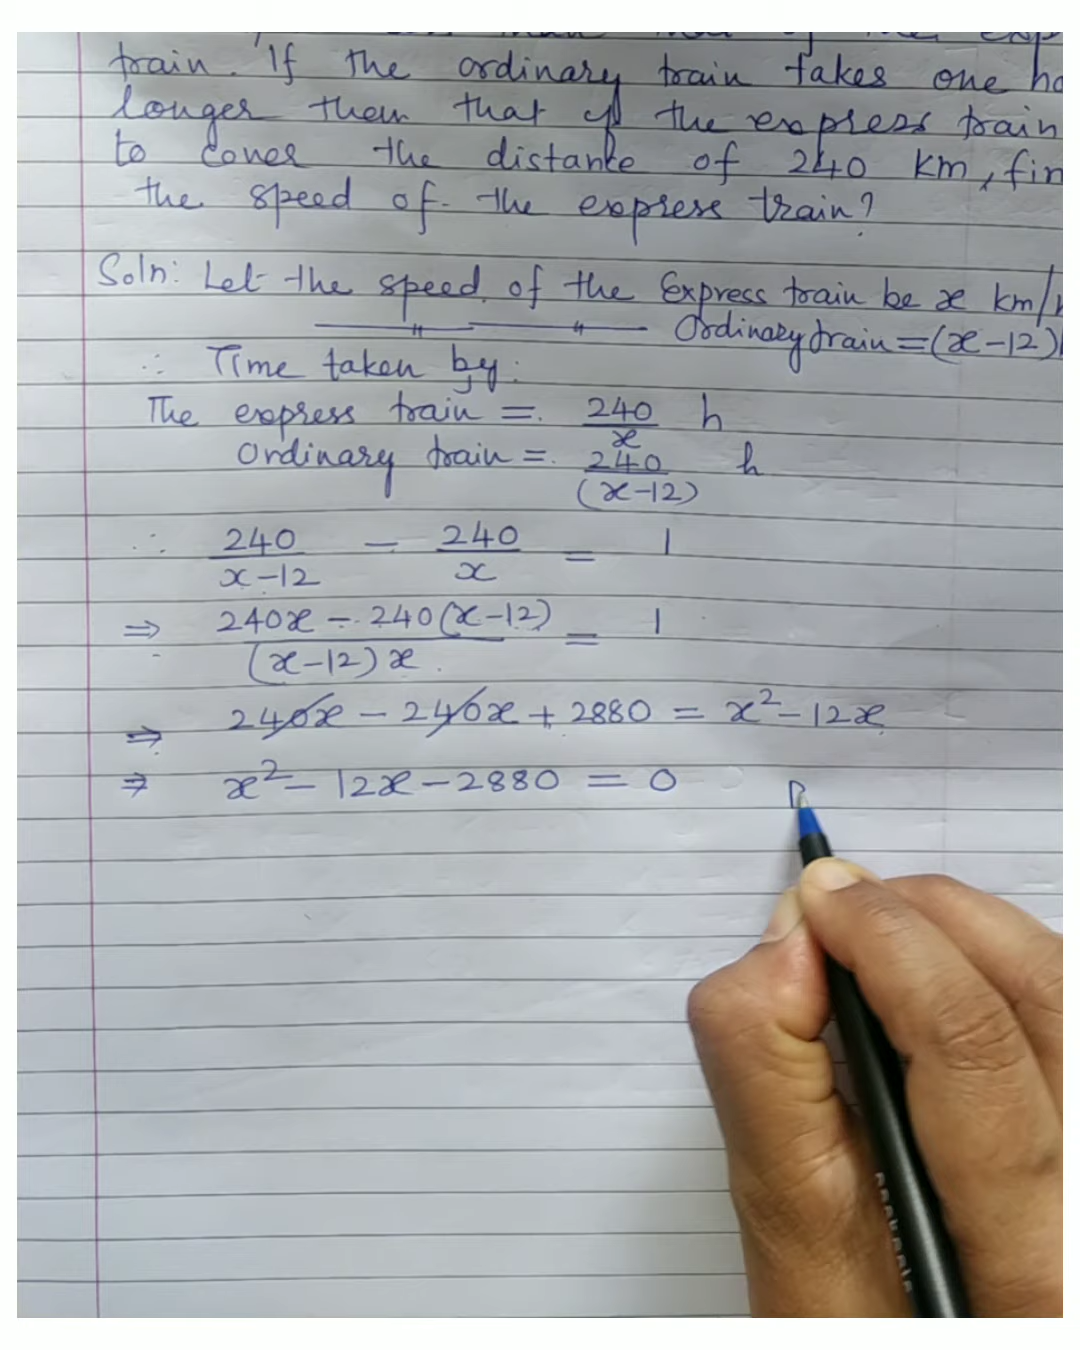 train. If the ordinary train takes one ho
longer then that of the express train
to cover the distance of 240 km, fin
the speed of the express train?
Soln: Let the speed of the Express train be x km/h
〃 〃 Ordinary train = (x-12)
∴ Time taken by:
The express train = 240/x h
Ordinary train = 240/(x-12) h
∴ 240/x-12 - 240/x = 1
⇒ 240x - 240(x-12)/(x-12)x = 1
⇒ 240x - 240x + 2880 = x² - 12x
⇒ x² - 12x - 2880 = 0